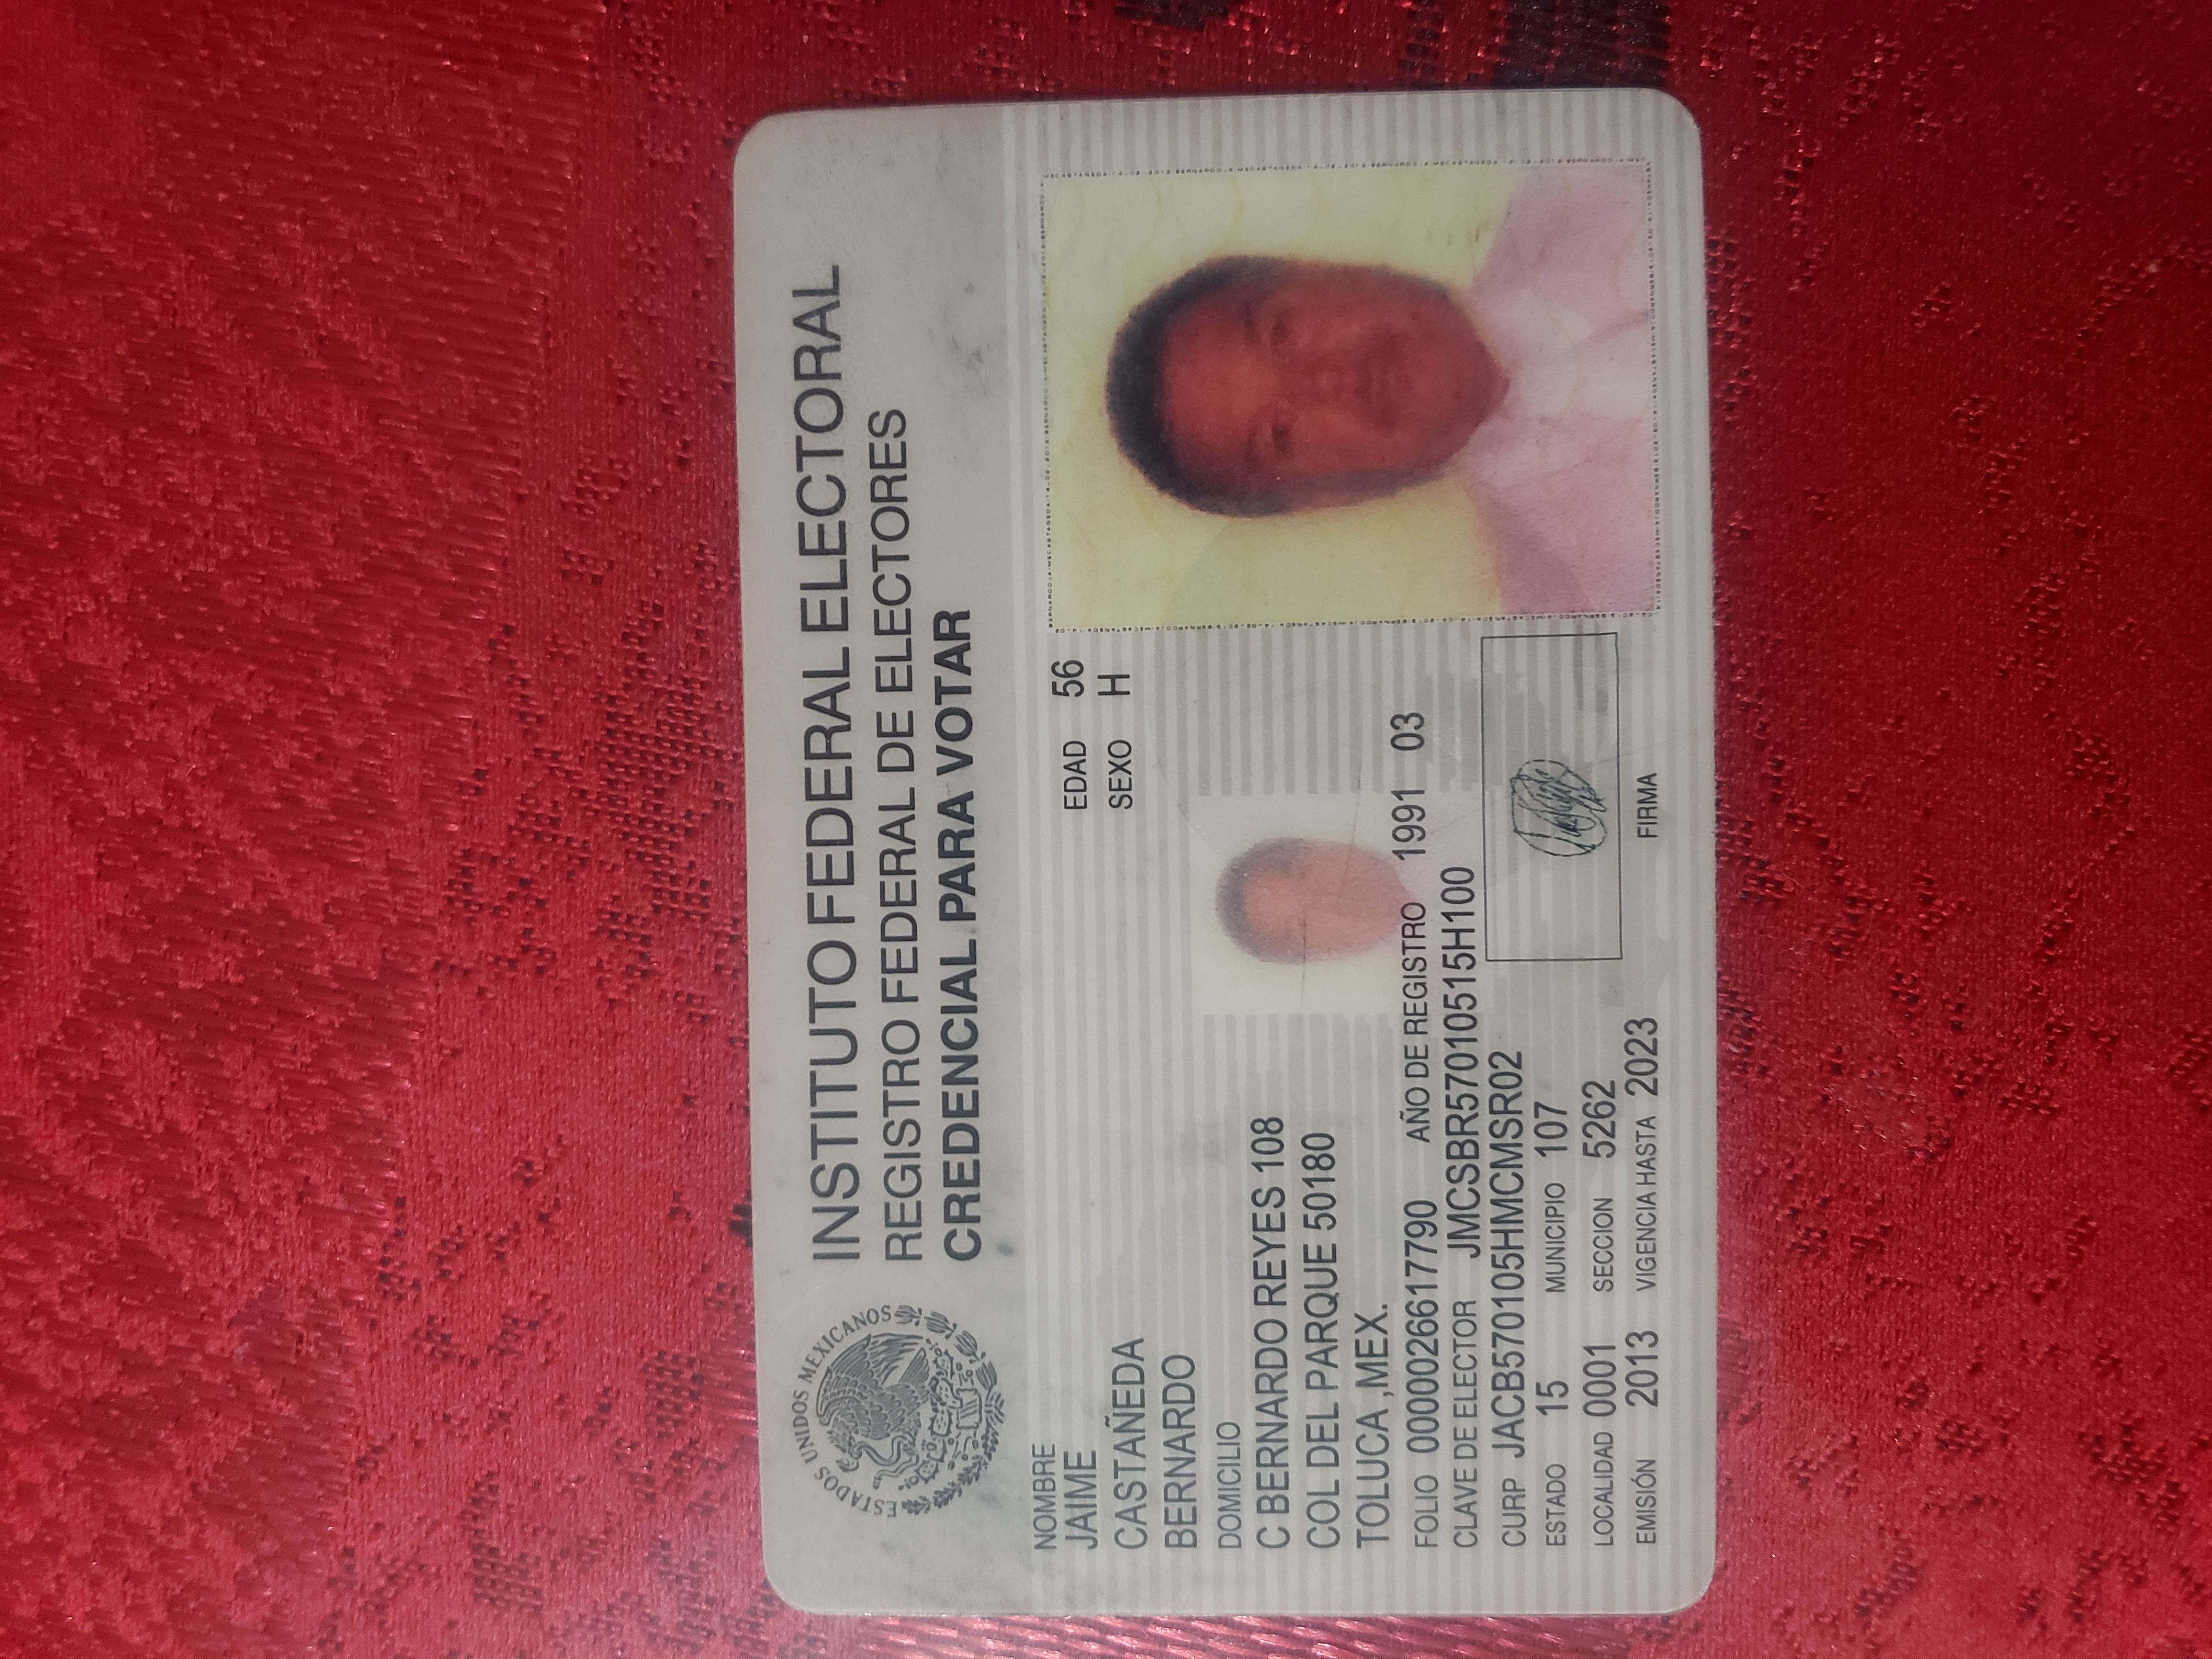 ESTADOS UNIDOS MEXICANOS
INSTITUTO FEDERAL ELECTORAL
REGISTRO FEDERAL DE ELECTORES
CREDENCIAL PARA VOTAR
NOMBRE
JAIME
CASTAÑEDA
BERNARDO
EDAD 56
SEXO H
DOMICILIO
C BERNARDO REYES 108
COL DEL PARQUE 50180
TOLUCA ,MEX.
FOLIO 0000026617790 AÑO DE REGISTRO 1991 03
CLAVE DE ELECTOR JMCSBR57010515H100
CURP JACB570105HMCMSR02
ESTADO 15 MUNICIPIO 107
LOCALIDAD 0001 SECCION 5262
EMISIÓN 2013 VIGENCIA HASTA 2023
FIRMA